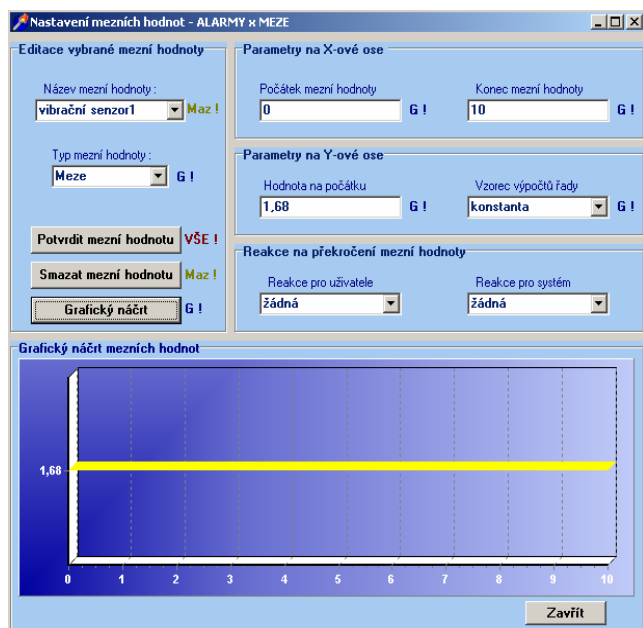 Nastavení mezních hodnot - ALARMY x MEZE
Editace vybrané mezní hodnoty
Název mezní hodnoty :
vibrační senzor1
Maz !
Typ mezní hodnoty :
Meze
G !
Potvrdit mezní hodnotu
VŠE !
Smazat mezní hodnotu
Maz !
Grafický náčrt
G !
Parametry na X-ové ose
Počátek mezní hodnoty
Konec mezní hodnoty
0
G !
10
G !
Parametry na Y-ové ose
Hodnota na počátku
Vzorec výpočtů řady
1,68
G !
konstanta
G !
Reakce na překročení mezní hodnoty
Reakce pro uživatele
Reakce pro systém
žádná
žádná
Grafický náčrt mezních hodnot
1,68
0 1 2 3 4 5 6 7 8 9 10
Zavřít